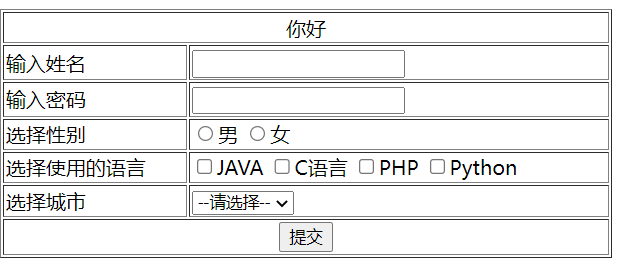 你好
输入姓名
输入密码
选择性别 男 女
选择使用的语言 JAVA C语言 PHP Python
选择城市 --请选择--
提交